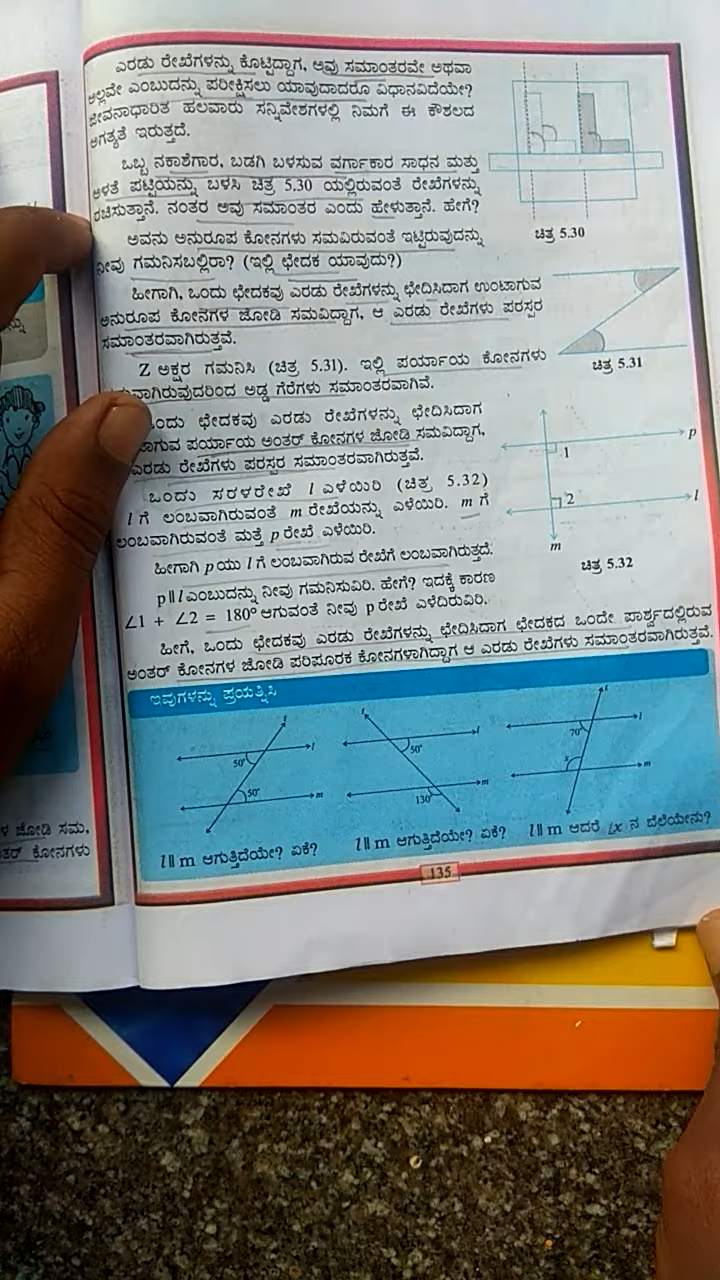 ಎರಡು ರೇಖೆಗಳನ್ನು ಕೊಟ್ಟಿದ್ದಾಗ, ಅವು ಸಮಾಂತರವೇ ಅಥವಾ
ಅಲ್ಲವೇ ಎಂಬುದನ್ನು ಪರೀಕ್ಷಿಸಲು ಯಾವುದಾದರೂ ವಿಧಾನವಿದೆಯೇ?
ಜೀವನಾಧಾರಿತ ಹಲವಾರು ಸನ್ನಿವೇಶಗಳಲ್ಲಿ ನಿಮಗೆ ಈ ಕೌಶಲದ
ಅಗತ್ಯತೆ ಇರುತ್ತದೆ.
ಒಬ್ಬ ನಕಾಶೆಗಾರ, ಬಡಗಿ ಬಳಸುವ ವರ್ಗಾಕಾರ ಸಾಧನ ಮತ್ತು
ಅಳತೆ ಪಟ್ಟಿಯನ್ನು ಬಳಸಿ ಚಿತ್ರ 5.30 ಯಲ್ಲಿರುವಂತೆ ರೇಖೆಗಳನ್ನು
ರಚಿಸುತ್ತಾನೆ. ನಂತರ ಅವು ಸಮಾಂತರ ಎಂದು ಹೇಳುತ್ತಾನೆ. ಹೇಗೆ?
ಚಿತ್ರ 5.30
ಅವನು ಅನುರೂಪ ಕೋನಗಳು ಸಮವಿರುವಂತೆ ಇಟ್ಟಿರುವುದನ್ನು
ನೀವು ಗಮನಿಸಬಲ್ಲಿರಾ? (ಇಲ್ಲಿ ಛೇದಕ ಯಾವುದು?)
ಹೀಗಾಗಿ, ಒಂದು ಛೇದಕವು ಎರಡು ರೇಖೆಗಳನ್ನು ಛೇದಿಸಿದಾಗ ಉಂಟಾಗುವ
ಅನುರೂಪ ಕೋನಗಳ ಜೋಡಿ ಸಮವಿದ್ದಾಗ, ಆ ಎರಡು ರೇಖೆಗಳು ಪರಸ್ಪರ
ಸಮಾಂತರವಾಗಿರುತ್ತವೆ.
Z ಅಕ್ಷರ ಗಮನಿಸಿ (ಚಿತ್ರ 5.31). ಇಲ್ಲಿ ಪರ್ಯಾಯ ಕೋನಗಳು
ವಾಗಿರುವುದರಿಂದ ಅಡ್ಡ ಗೆರೆಗಳು ಸಮಾಂತರವಾಗಿವೆ.
ಚಿತ್ರ 5.31
ಒಂದು ಛೇದಕವು ಎರಡು ರೇಖೆಗಳನ್ನು ಛೇದಿಸಿದಾಗ
ಪರ್ಯಾಯ ಅಂತರ್ ಕೋನಗಳ ಜೋಡಿ ಸಮವಿದ್ದಾಗ,
ಎರಡು ರೇಖೆಗಳು ಪರಸ್ಪರ ಸಮಾಂತರವಾಗಿರುತ್ತವೆ.
ಒಂದು ಸರಳರೇಖೆ l ಎಳೆಯಿರಿ (ಚಿತ್ರ 5.32)
l ಗೆ ಲಂಬವಾಗಿರುವಂತೆ m ರೇಖೆಯನ್ನು ಎಳೆಯಿರಿ. m ಗೆ
ಲಂಬವಾಗಿರುವಂತೆ ಮತ್ತೆ p ರೇಖೆ ಎಳೆಯಿರಿ.
ಹೀಗಾಗಿ p ಯು l ಗೆ ಲಂಬವಾಗಿರುವ ರೇಖೆಗೆ ಲಂಬವಾಗಿರುತ್ತದೆ.
p
1
2
l
m
ಚಿತ್ರ 5.32
p || l ಎಂಬುದನ್ನು ನೀವು ಗಮನಿಸುವಿರಿ. ಹೇಗೆ? ಇದಕ್ಕೆ ಕಾರಣ
∠1 + ∠2 = 180° ಆಗುವಂತೆ ನೀವು p ರೇಖೆ ಎಳೆದಿರುವಿರಿ.
ಹೀಗೆ, ಒಂದು ಛೇದಕವು ಎರಡು ರೇಖೆಗಳನ್ನು ಛೇದಿಸಿದಾಗ ಛೇದಕದ ಒಂದೇ ಪಾರ್ಶ್ವದಲ್ಲಿರುವ
ಅಂತರ್ ಕೋನಗಳ ಜೋಡಿ ಪರಿಪೂರಕ ಕೋನಗಳಾಗಿದ್ದಾಗ ಆ ಎರಡು ರೇಖೆಗಳು ಸಮಾಂತರವಾಗಿರುತ್ತವೆ.
ಇವುಗಳನ್ನು ಪ್ರಯತ್ನಿಸಿ
t l 50° 50° m
t l 50° m 130°
t l 70° x m
l || m ಆಗುತ್ತಿದೆಯೇ? ಏಕೆ?
l || m ಆಗುತ್ತಿದೆಯೇ? ಏಕೆ?
l || m ಆದರೆ ∠x ನ ಬೆಲೆಯೇನು?
135
ಳ ಜೋಡಿ ಸಮ,
ತರ್ ಕೋನಗಳು